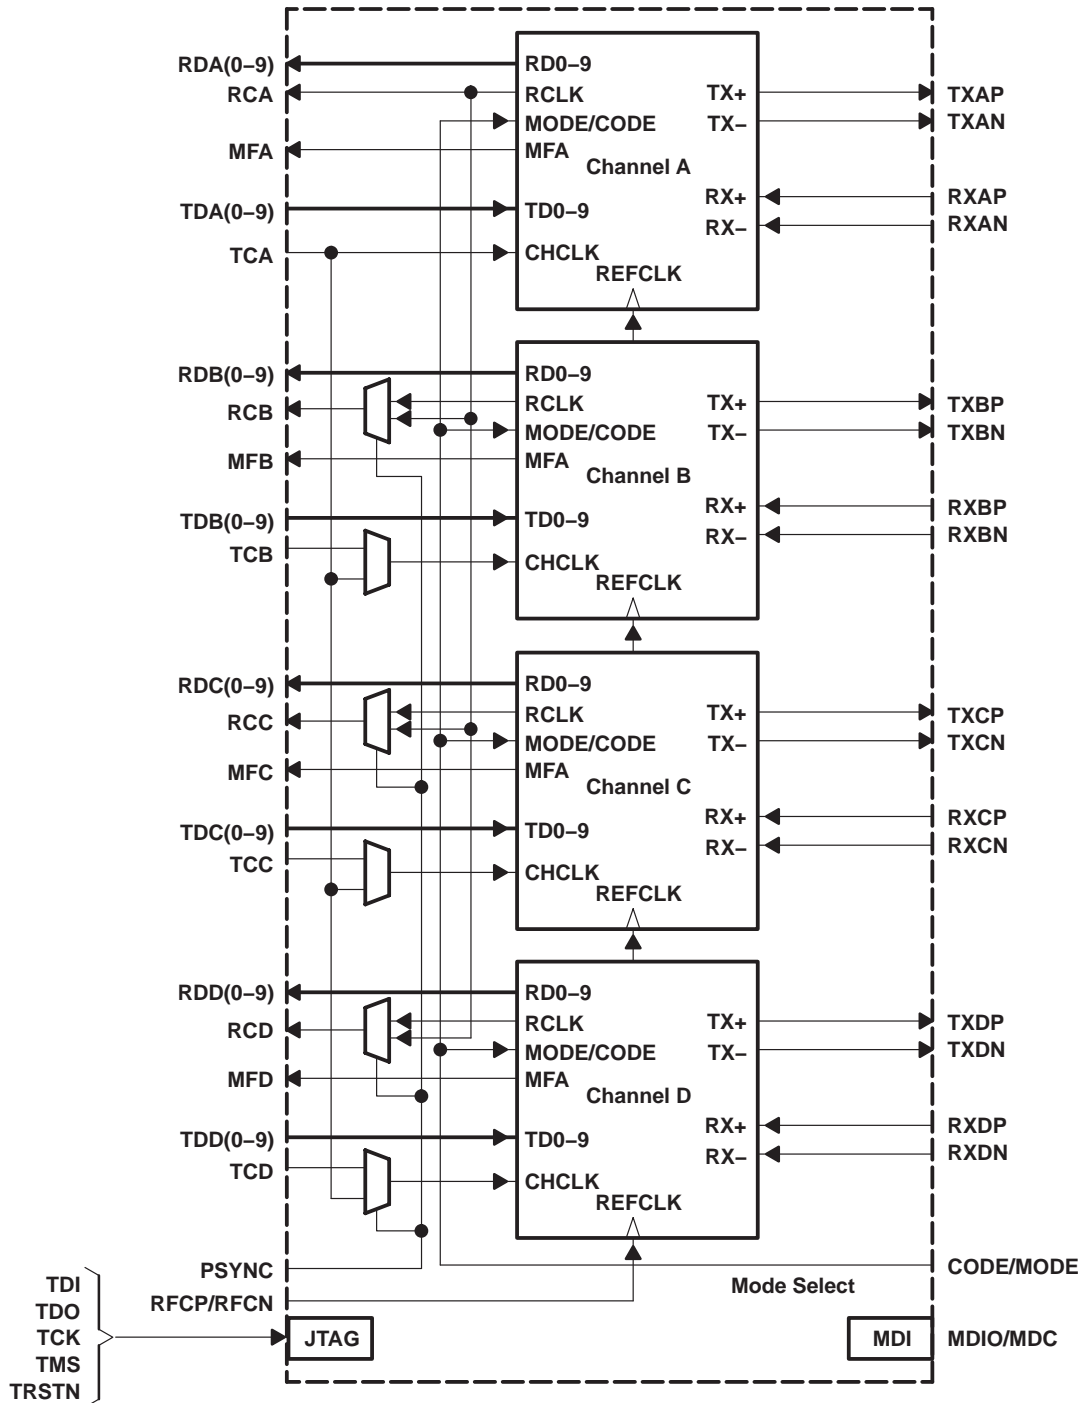 RDA(0–9)
RCA
MFA
TDA(0–9)
TCA
RD0–9
RCLK
MODE/CODE
MFA
Channel A
TD0–9
CHCLK
REFCLK
TX+
TX–
RX+
RX–
TXAP
TXAN
RXAP
RXAN
RDB(0–9)
RCB
MFB
TDB(0–9)
TCB
RD0–9
RCLK
MODE/CODE
MFA
Channel B
TD0–9
CHCLK
REFCLK
TX+
TX–
RX+
RX–
TXBP
TXBN
RXBP
RXBN
RDC(0–9)
RCC
MFC
TDC(0–9)
TCC
RD0–9
RCLK
MODE/CODE
MFA
Channel C
TD0–9
CHCLK
REFCLK
TX+
TX–
RX+
RX–
TXCP
TXCN
RXCP
RXCN
RDD(0–9)
RCD
MFD
TDD(0–9)
TCD
RD0–9
RCLK
MODE/CODE
MFA
Channel D
TD0–9
CHCLK
REFCLK
TX+
TX–
RX+
RX–
TXDP
TXDN
RXDP
RXDN
PSYNC
RFCP/RFCN
Mode Select
CODE/MODE
TDI
TDO
TCK
TMS
TRSTN
JTAG
MDI
MDIO/MDC